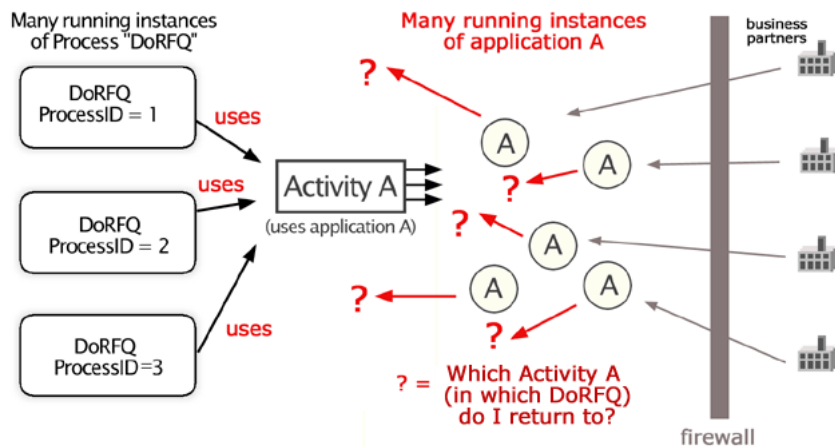 Many running instances
of Process "DoRFQ"
DoRFQ
ProcessID = 1
uses
DoRFQ
ProcessID = 2
uses
DoRFQ
ProcessID=3
uses
Activity A
(uses application A)
Many running instances
of application A
?
A
?
A
?
A
?
A
?
A
? = Which Activity A
(in which DoRFQ)
do I return to?
business
partners
firewall